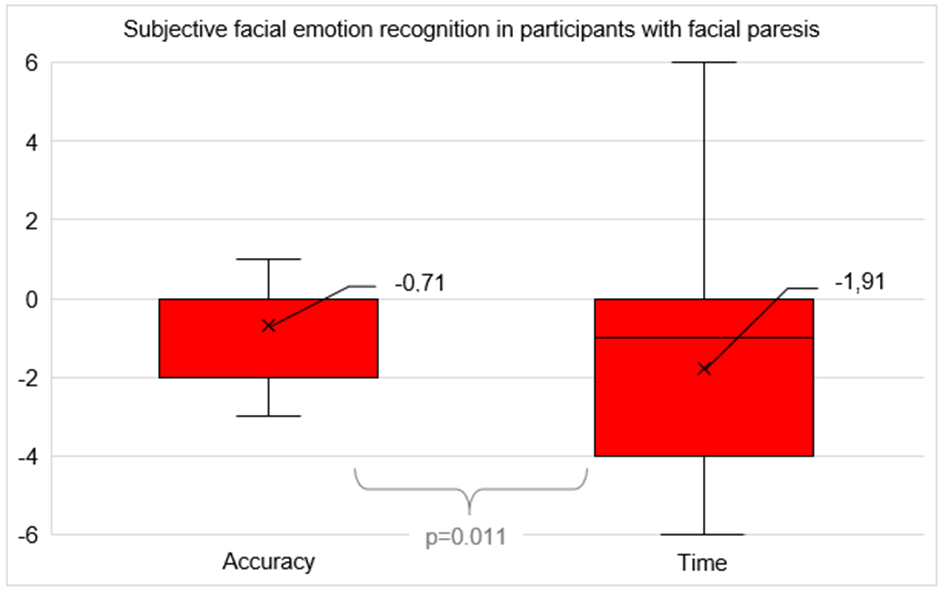 Subjective facial emotion recognition in participants with facial paresis
6
4
2
0
-2
-4
-6
-0.71
-1,91
p=0.011
Accuracy
Time